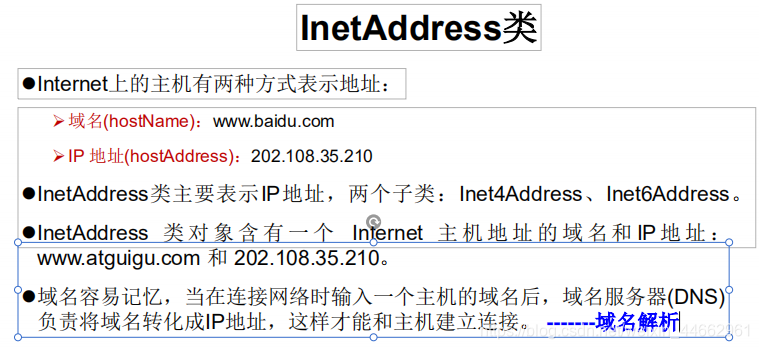 InetAddress类
●Internet上的主机有两种方式表示地址：
➢域名(hostName)：www.baidu.com
➢IP 地址(hostAddress)：202.108.35.210
●InetAddress类主要表示IP地址，两个子类：Inet4Address、Inet6Address。
●InetAddress 类对象含有一个 Internet 主机地址的域名和IP地址：
www.atguigu.com 和 202.108.35.210。
●域名容易记忆，当在连接网络时输入一个主机的域名后，域名服务器(DNS)
负责将域名转化成IP地址，这样才能和主机建立连接。 -------域名解析